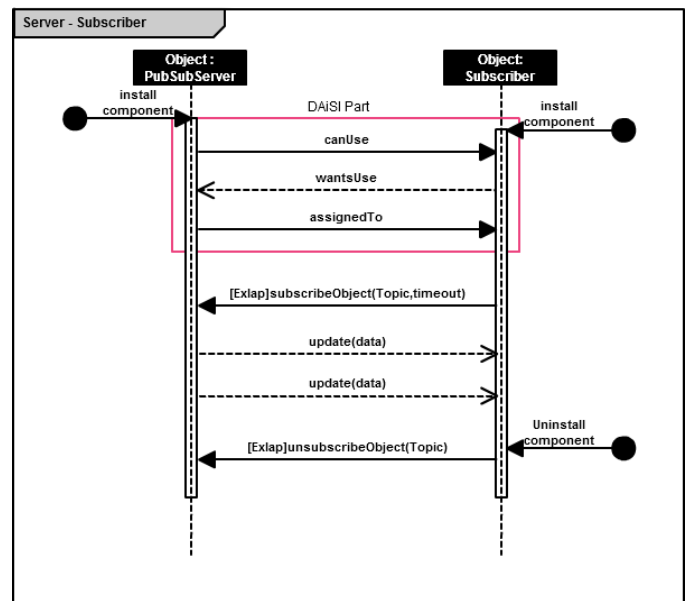 Server - Subscriber
Object :
PubSubServer
Object:
Subscriber
install
component
DAiSI Part
install
component
canUse
wantsUse
assignedTo
[Exlap]subscribeObject(Topic,timeout)
update(data)
update(data)
Uninstall
component
[Exlap]unsubscribeObject(Topic)